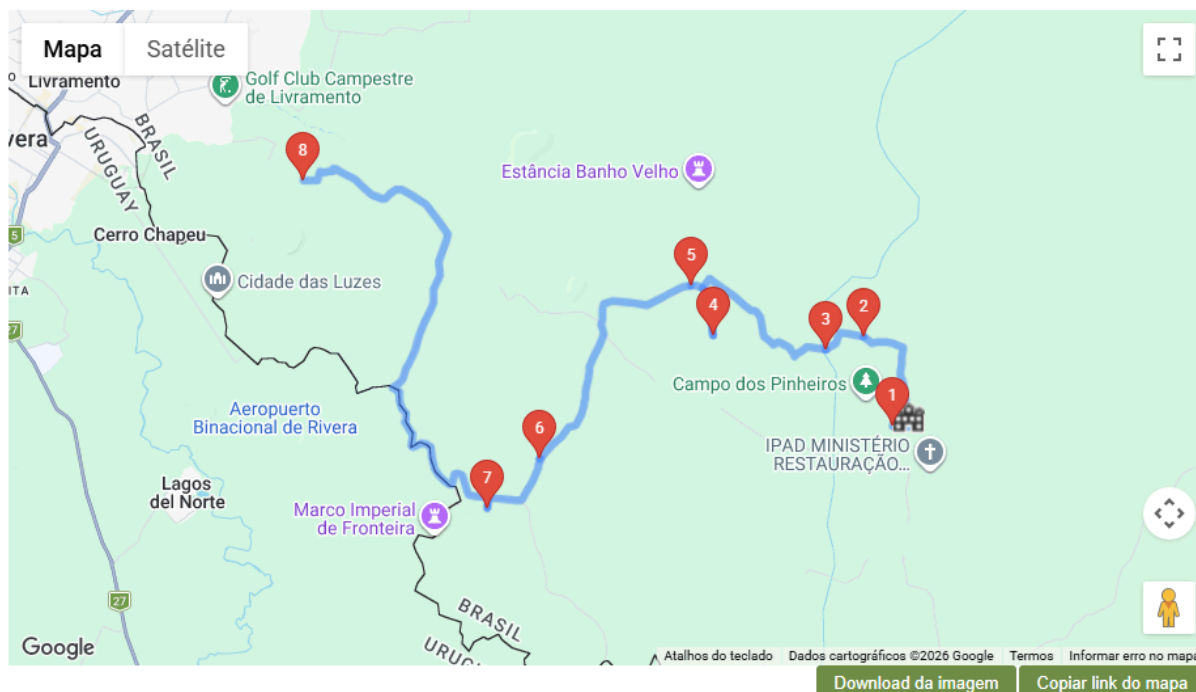 Mapa
Satélite
Livramento
Golf Club Campestre
de Livramento
BRASIL
URUGUAY
8
Estância Banho Velho
5
Cerro Chapeu
5
Cidade das Luzes
4
2
3
27
Campo dos Pinheiros
1
Aeropuerto
Binacional de Rivera
6
IPAD MINISTÉRIO
RESTAURAÇÃO...
7
Lagos
del Norte
Marco Imperial
de Fronteira
27
BRASIL
Google
Atalhos do teclado
Dados cartográficos ©2026 Google
Termos
Informar erro no mapa
Download da imagem
Copiar link do mapa